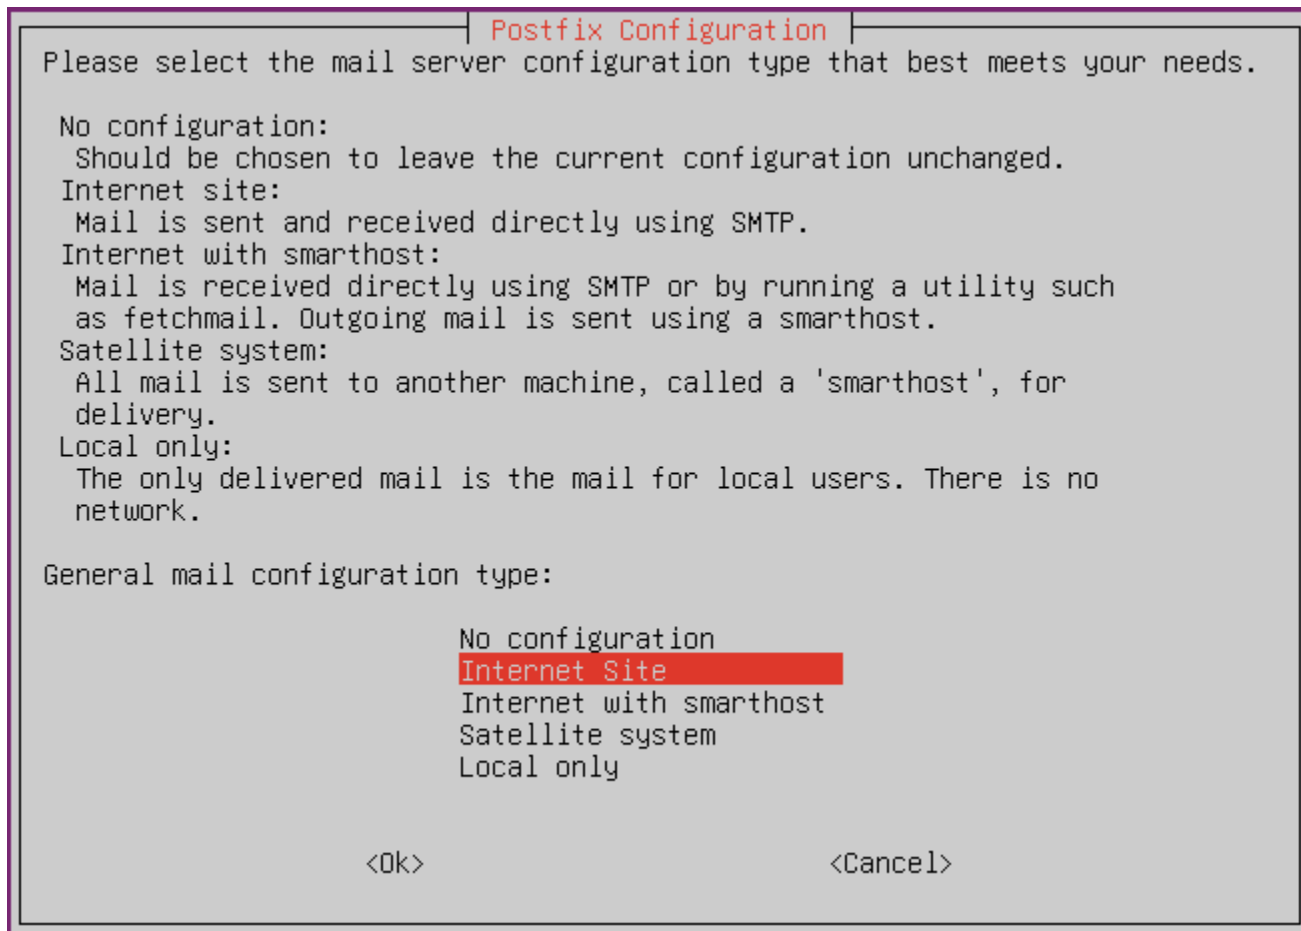 Postfix Configuration
Please select the mail server configuration type that best meets your needs.
No configuration:
Should be chosen to leave the current configuration unchanged.
Internet site:
Mail is sent and received directly using SMTP.
Internet with smarthost:
Mail is received directly using SMTP or by running a utility such
as fetchmail. Outgoing mail is sent using a smarthost.
Satellite system:
All mail is sent to another machine, called a 'smarthost', for
delivery.
Local only:
The only delivered mail is the mail for local users. There is no
network.
General mail configuration type:
No configuration
Internet Site
Internet with smarthost
Satellite system
Local only
<Ok> <Cancel>